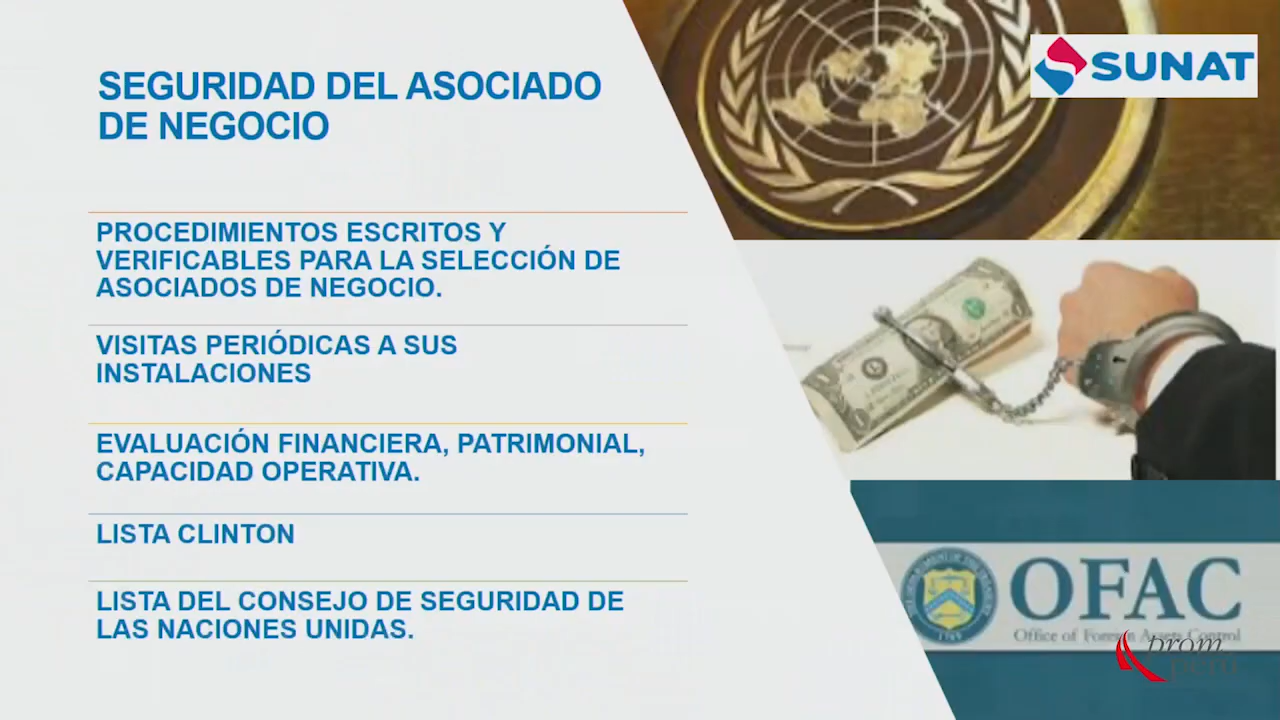 SUNAT
SEGURIDAD DEL ASOCIADO
DE NEGOCIO
PROCEDIMIENTOS ESCRITOS Y
VERIFICABLES PARA LA SELECCIÓN DE
ASOCIADOS DE NEGOCIO.
VISITAS PERIÓDICAS A SUS
INSTALACIONES
EVALUACIÓN FINANCIERA, PATRIMONIAL,
CAPACIDAD OPERATIVA.
LISTA CLINTON
LISTA DEL CONSEJO DE SEGURIDAD DE
LAS NACIONES UNIDAS.
OFAC
Office of Foreign Assets Control
prom